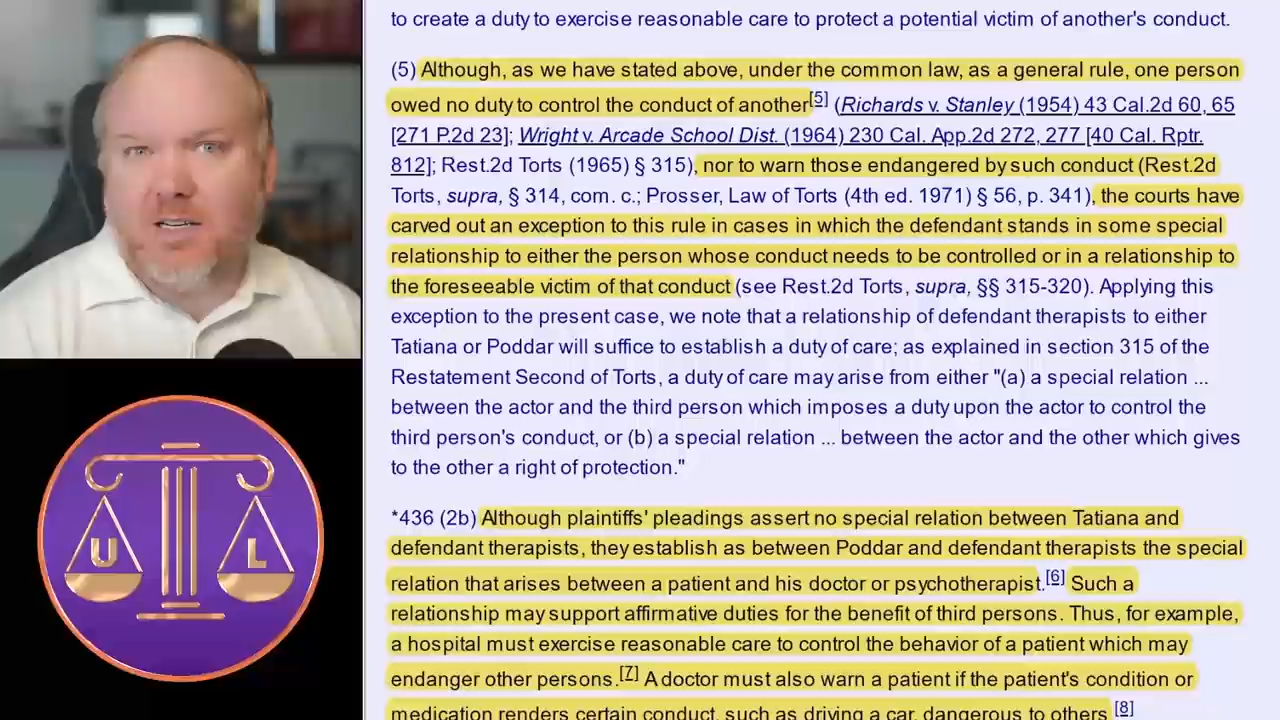 to create a duty to exercise reasonable care to protect a potential victim of another's conduct.
(5) Although, as we have stated above, under the common law, as a general rule, one person
owed no duty to control the conduct of another[5] (Richards v. Stanley (1954) 43 Cal.2d 60, 65
[271 P.2d 23]; Wright v. Arcade School Dist. (1964) 230 Cal. App.2d 272, 277 [40 Cal. Rptr.
812]; Rest.2d Torts (1965) § 315), nor to warn those endangered by such conduct (Rest.2d
Torts, supra, § 314, com. c.; Prosser, Law of Torts (4th ed. 1971) § 56, p. 341), the courts have
carved out an exception to this rule in cases in which the defendant stands in some special
relationship to either the person whose conduct needs to be controlled or in a relationship to
the foreseeable victim of that conduct (see Rest.2d Torts, supra, §§ 315-320). Applying this
exception to the present case, we note that a relationship of defendant therapists to either
Tatiana or Poddar will suffice to establish a duty of care; as explained in section 315 of the
Restatement Second of Torts, a duty of care may arise from either "(a) a special relation ...
between the actor and the third person which imposes a duty upon the actor to control the
third person's conduct, or (b) a special relation ... between the actor and the other which gives
to the other a right of protection."
*436 (2b) Although plaintiffs' pleadings assert no special relation between Tatiana and
defendant therapists, they establish as between Poddar and defendant therapists the special
relation that arises between a patient and his doctor or psychotherapist.[6] Such a
relationship may support affirmative duties for the benefit of third persons. Thus, for example,
a hospital must exercise reasonable care to control the behavior of a patient which may
endanger other persons.[7] A doctor must also warn a patient if the patient's condition or
medication renders certain conduct, such as driving a car, dangerous to others.[8]
U L